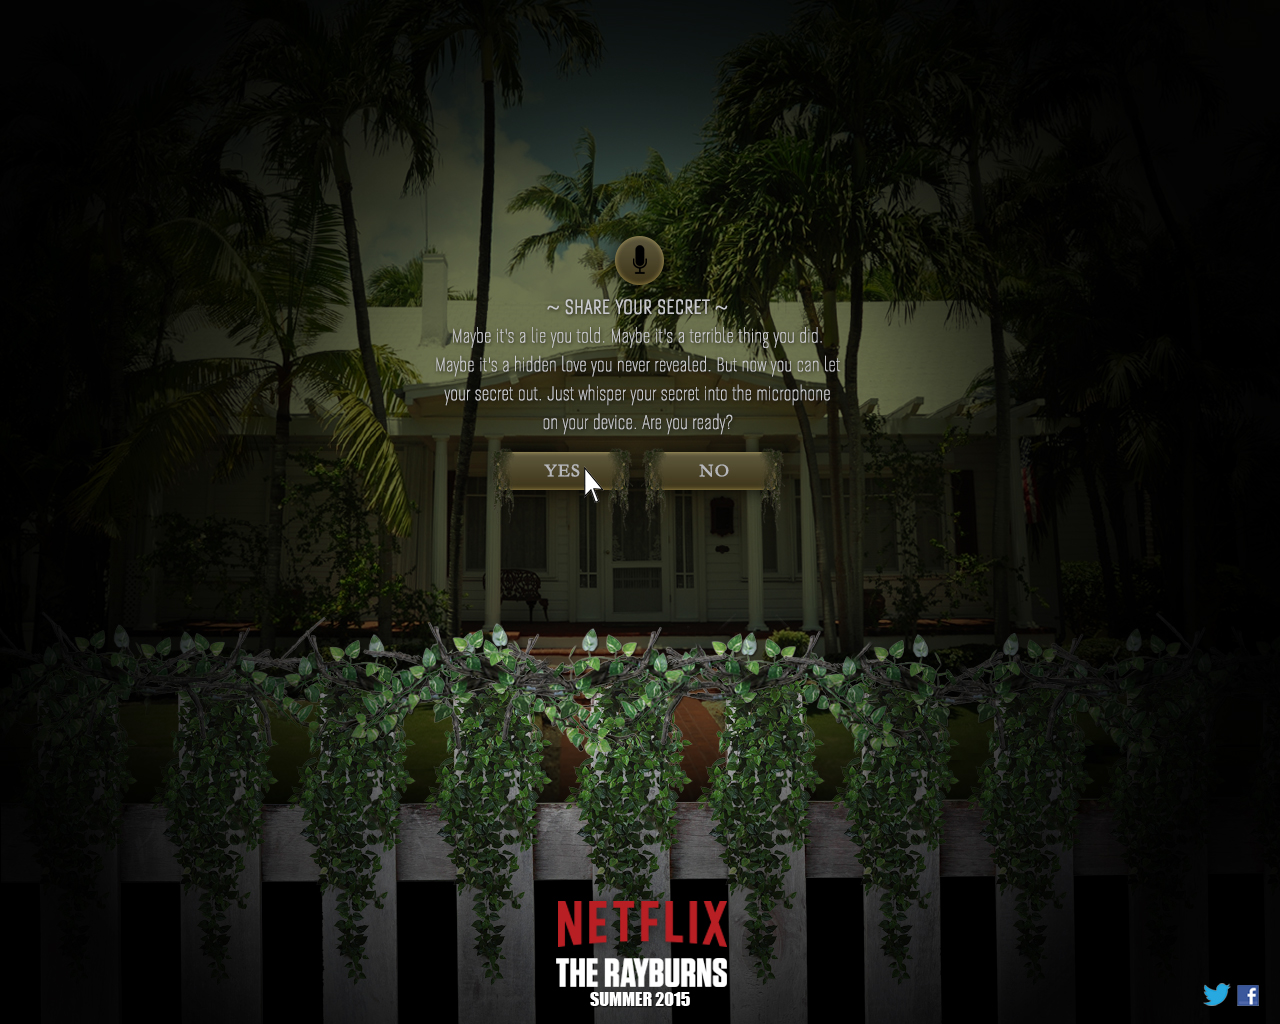 ~ SHARE YOUR SECRET ~
Maybe it's a lie you told. Maybe it's a terrible thing you did.
Maybe it's a hidden love you never revealed. But now you can let
your secret out. Just whisper your secret into the microphone
on your device. Are you ready?
YES
NO
NETFLIX
THE RAYBURNS
SUMMER 2015